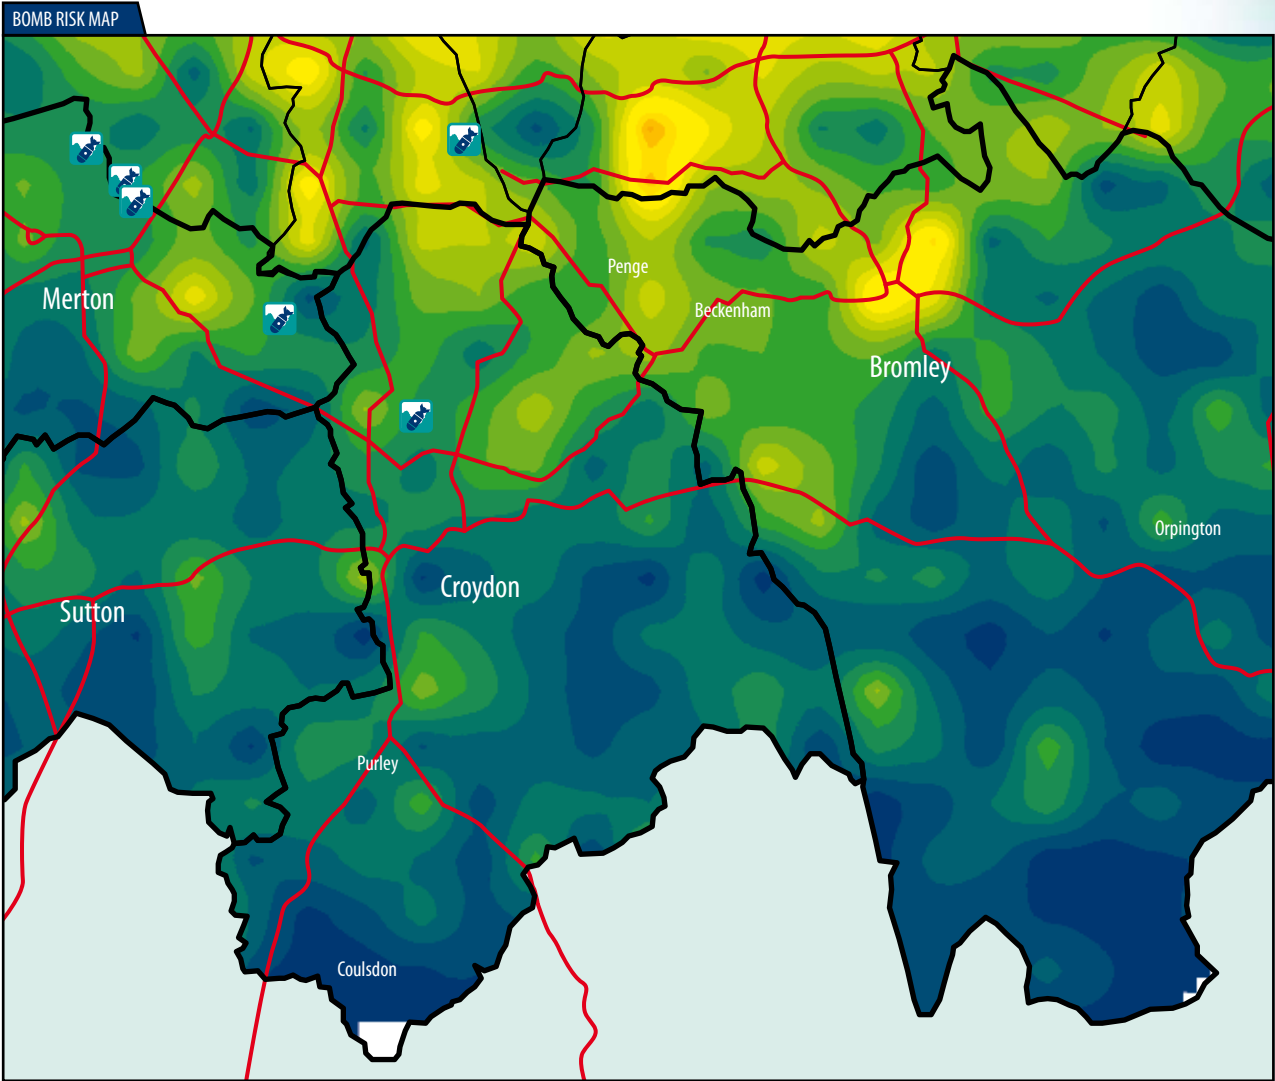 BOMB RISK MAP
Penge
Merton
Beckenham
Bromley
Orpington
Croydon
Sutton
Purley
Coulsdon